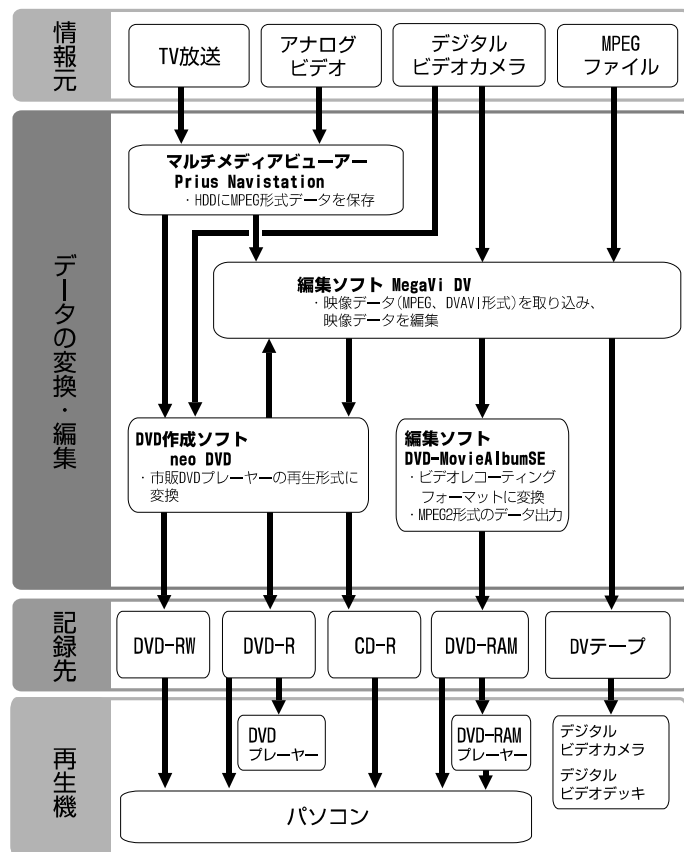 情報元
TV放送
アナログ
ビデオ
デジタル
ビデオカメラ
MPEG
ファイル
データの変換・編集
マルチメディアビューアー
Prius Navistation
・HDDにMPEG形式データを保存
編集ソフト MegaVi DV
・映像データ(MPEG、DVAVI形式)を取り込み、
映像データを編集
DVD作成ソフト
neo DVD
・市販DVDプレーヤーの再生形式に
変換
編集ソフト
DVD-MovieAlbumSE
・ビデオレコーティング
フォーマットに変換
・MPEG2形式のデータ出力
記録先
DVD-RW
DVD-R
CD-R
DVD-RAM
DVテープ
再生機
DVD
プレーヤー
DVD-RAM
プレーヤー
デジタル
ビデオカメラ
デジタル
ビデオデッキ
パソコン